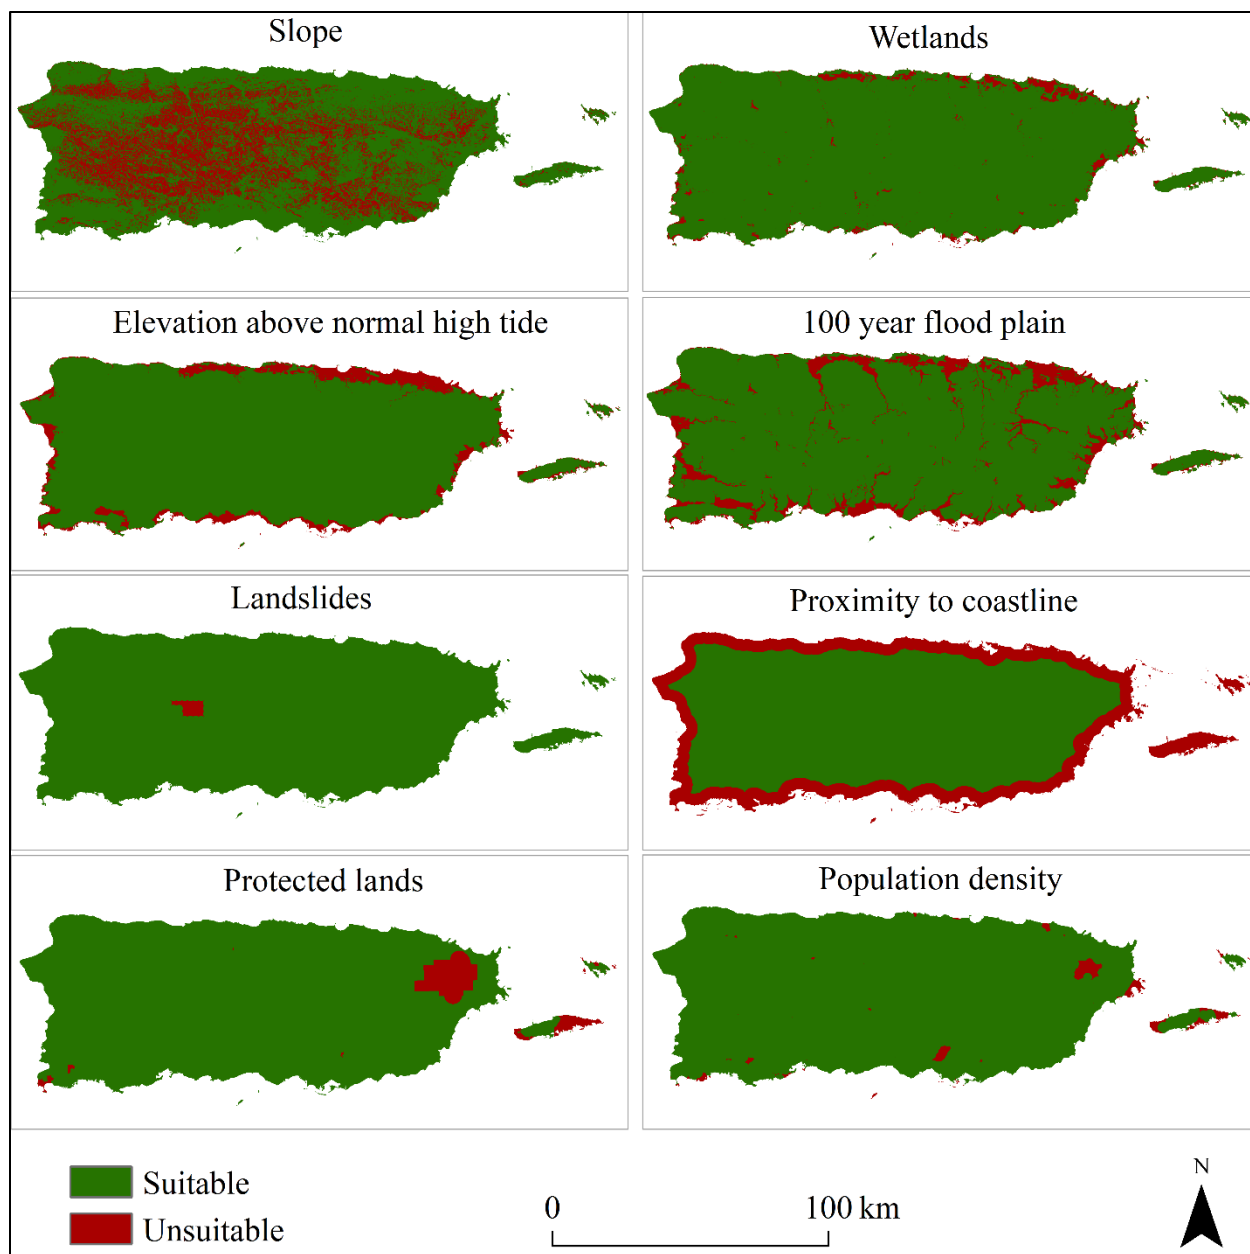 Slope
Wetlands
Elevation above normal high tide
100 year flood plain
Landslides
Proximity to coastline
Protected lands
Population density
Suitable
Unsuitable
0 100 km
N